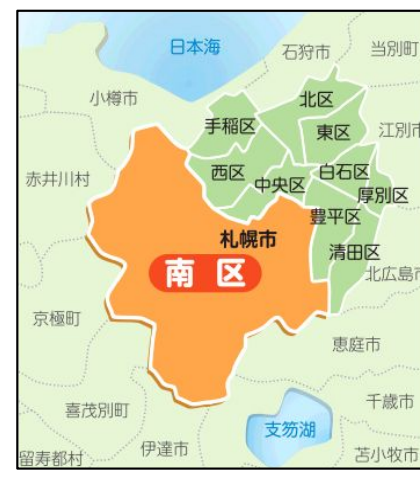 日本海
石狩市
当別町
小樽市
北区
手稲区
東区
江別市
赤井川村
西区
中央区
白石区
厚別区
豊平区
札幌市
清田区
南 区
北広島市
京極町
恵庭市
喜茂別町
千歳市
支笏湖
伊達市
留寿都村
苫小牧市